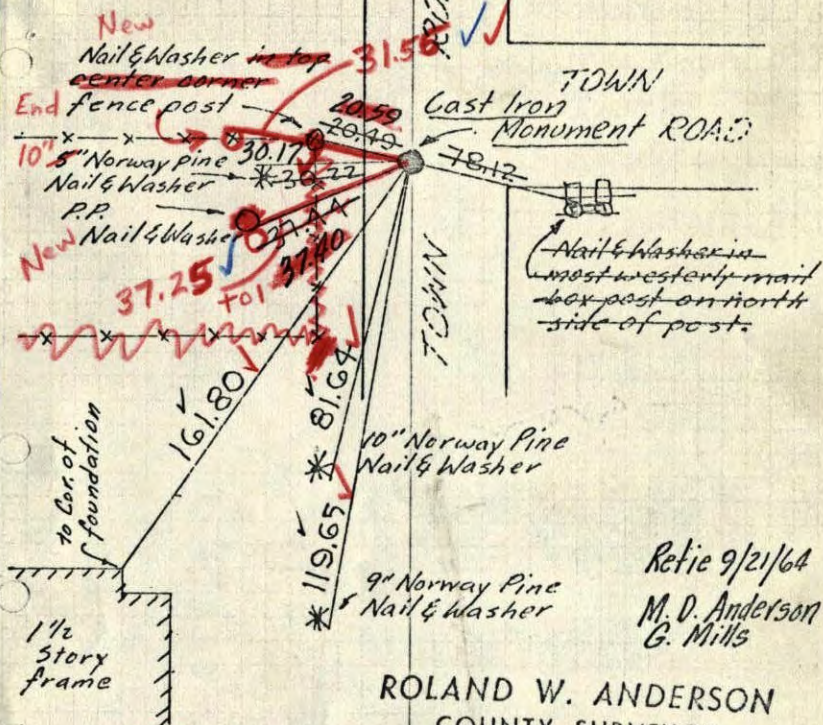 New
Nail & Washer in top
center corner
End fence post
31.56
20.59
20.40
TOWN
Cast Iron
Monument ROAD
78.12
10" 5" Norway pine 30.17
Nail & Washer 30.22
P.P.
New Nail & Washer
37.44
37.40
37.25
to1
Nail & Washer in
most westerly mail
box post on north
side of post.
TOWN
161.80
81.64
to Cor. of
foundation
10" Norway Pine
Nail & Washer
119.65
9" Norway Pine
Nail & Washer
Retie 9/21/64
M. D. Anderson
G. Mills
1 1/2
Story
frame
ROLAND W. ANDERSON